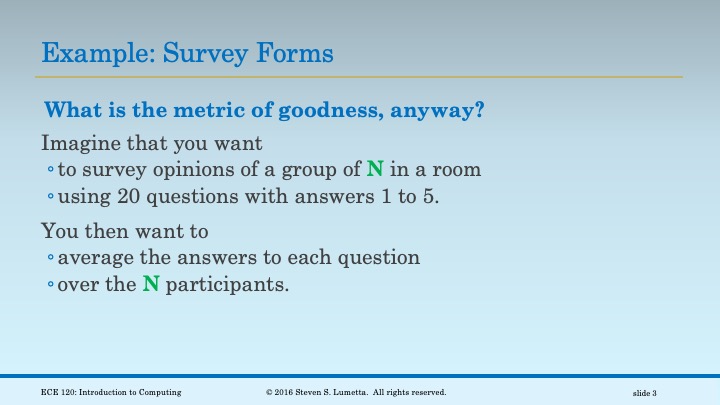 Example: Survey Forms
What is the metric of goodness, anyway?
Imagine that you want
◦to survey opinions of a group of N in a room
◦using 20 questions with answers 1 to 5.
You then want to
◦average the answers to each question
◦over the N participants.
ECE 120: Introduction to Computing
© 2016 Steven S. Lumetta.  All rights reserved.
slide 3